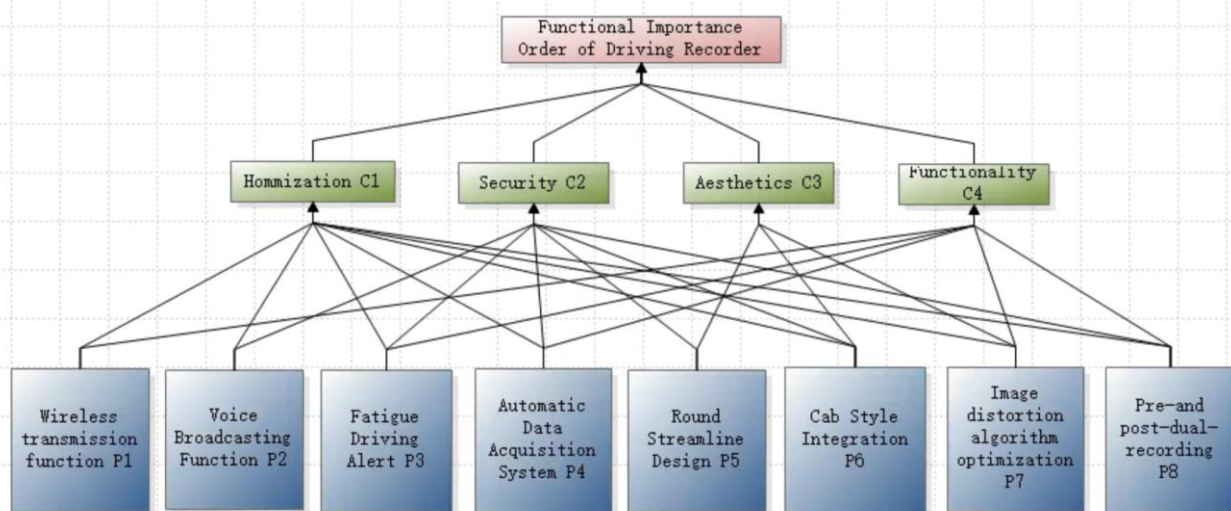 Functional Importance
Order of Driving Recorder
Hommization C1
Security C2
Aesthetics C3
Functionality
C4
Wireless
transmission
function P1
Voice
Broadcasting
Function P2
Fatigue
Driving
Alert P3
Automatic
Data
Acquisition
System P4
Round
Streamline
Design P5
Cab Style
Integration
P6
Image
distortion
algorithm
optimization
P7
Pre-and
post-dual-
recording
P8